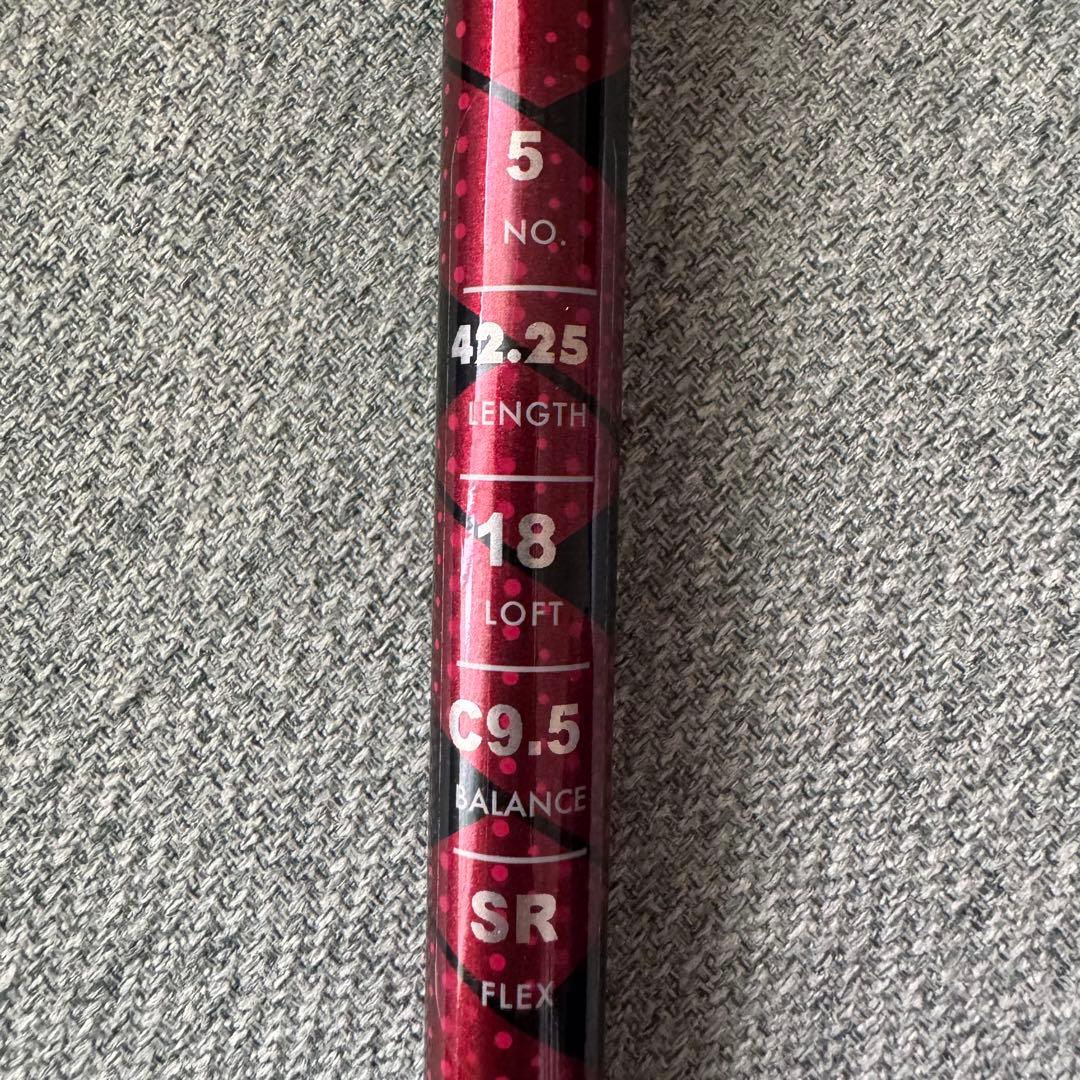 5
NO.
42.25
LENGTH
18
LOFT
C9.5
BALANCE
SR
FLEX